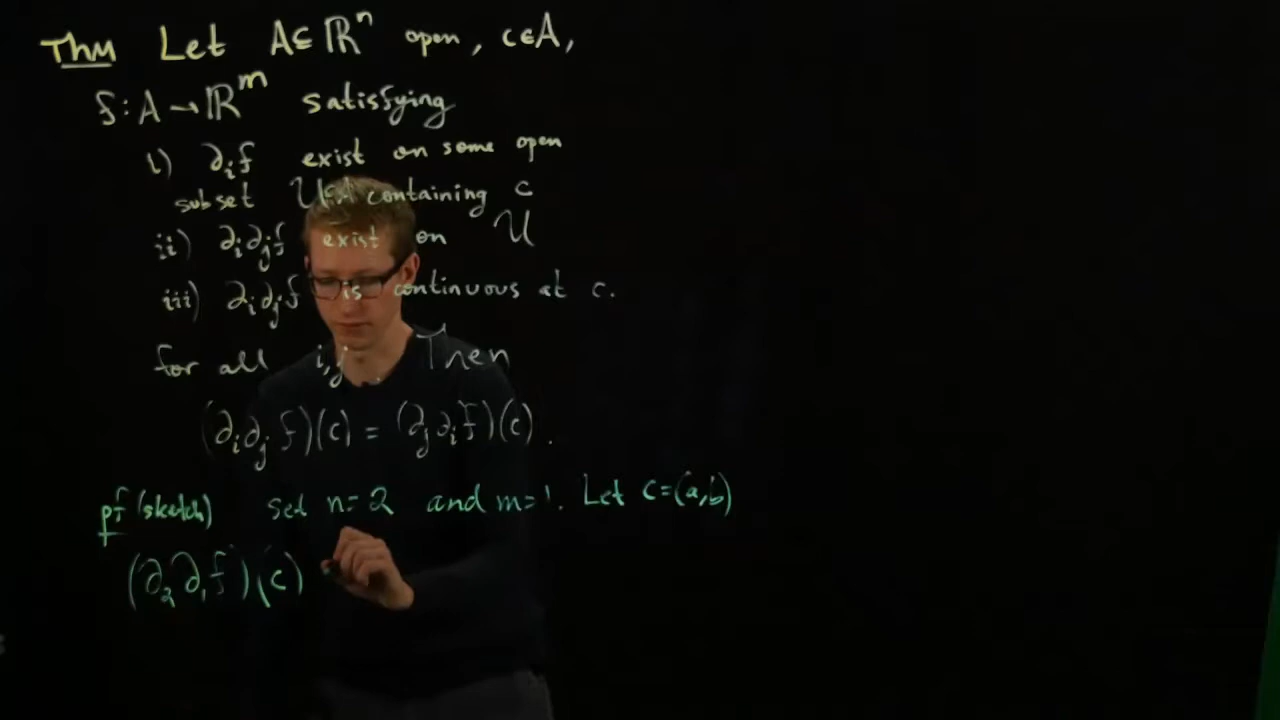 Thm Let A⊆ℝⁿ open, c∈A,
f: A → ℝᵐ satisfying
i) ∂ᵢf exist on some open
subset U⊆A containing c
ii) ∂ᵢ∂ⱼf exist on U
iii) ∂ᵢ∂ⱼf is continuous at c.
for all i,j. Then
(∂ᵢ∂ⱼf)(c) = (∂ⱼ∂ᵢf)(c).
pf (sketch) set n=2 and m=1. Let c=(a,b)
(∂₂∂₁f)(c)